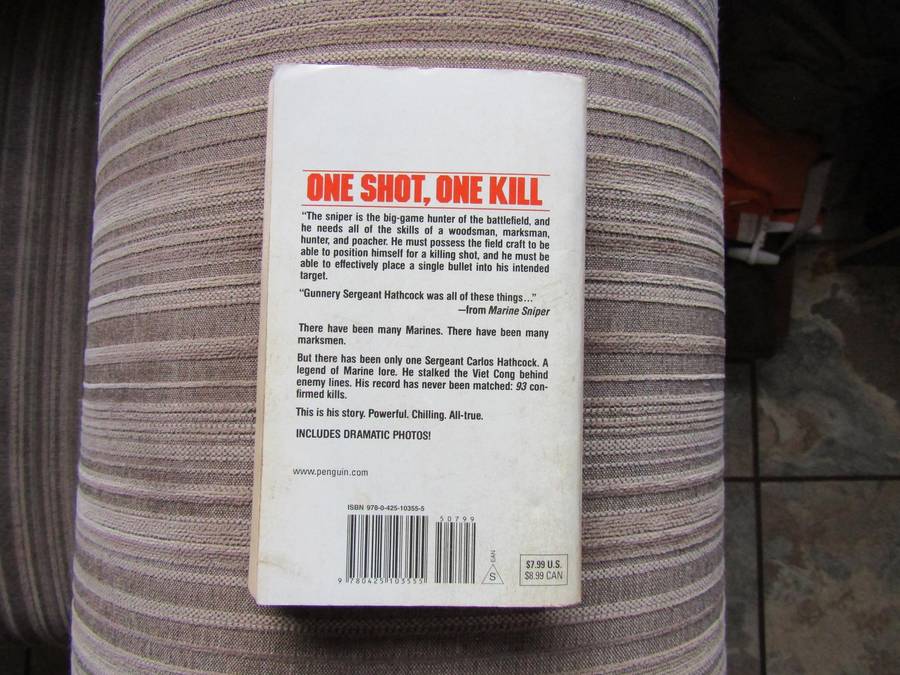 ONE SHOT, ONE KILL
“The sniper is the big-game hunter of the battlefield, and
he needs all of the skills of a woodsman, marksman,
hunter, and poacher. He must possess the field craft to be
able to position himself for a killing shot, and he must be
able to effectively place a single bullet into his intended
target.
“Gunnery Sergeant Hathcock was all of these things...”
—from Marine Sniper
There have been many Marines. There have been many
marksmen.
But there has been only one Sergeant Carlos Hathcock. A
legend of Marine lore. He stalked the Viet Cong behind
enemy lines. His record has never been matched: 93 con-
firmed kills.
This is his story. Powerful. Chilling. All-true.
INCLUDES DRAMATIC PHOTOS!
www.penguin.com
ISBN 978-0-425-10355-5
50799
9 780425 103555
EAN
S
$7.99 U.S.
$8.99 CAN